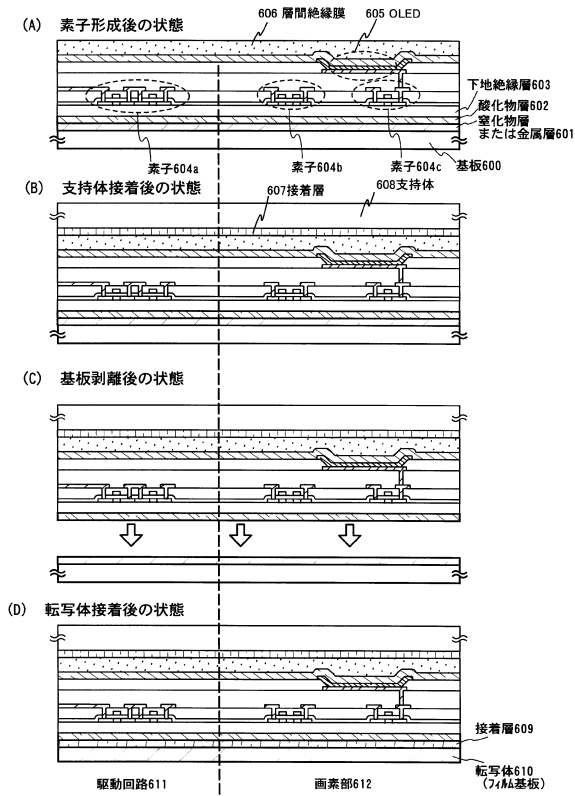 (A) 素子形成後の状態
606 層間絶縁膜
605 OLED
下地絶縁層603
酸化物層602
窒化物層
または金属層601
素子604a
素子604b
素子604c
基板600
(B) 支持体接着後の状態
607接着層
608支持体
(C) 基板剥離後の状態
(D) 転写体接着後の状態
接着層609
転写体610
(フィルム基板)
駆動回路611
画素部612